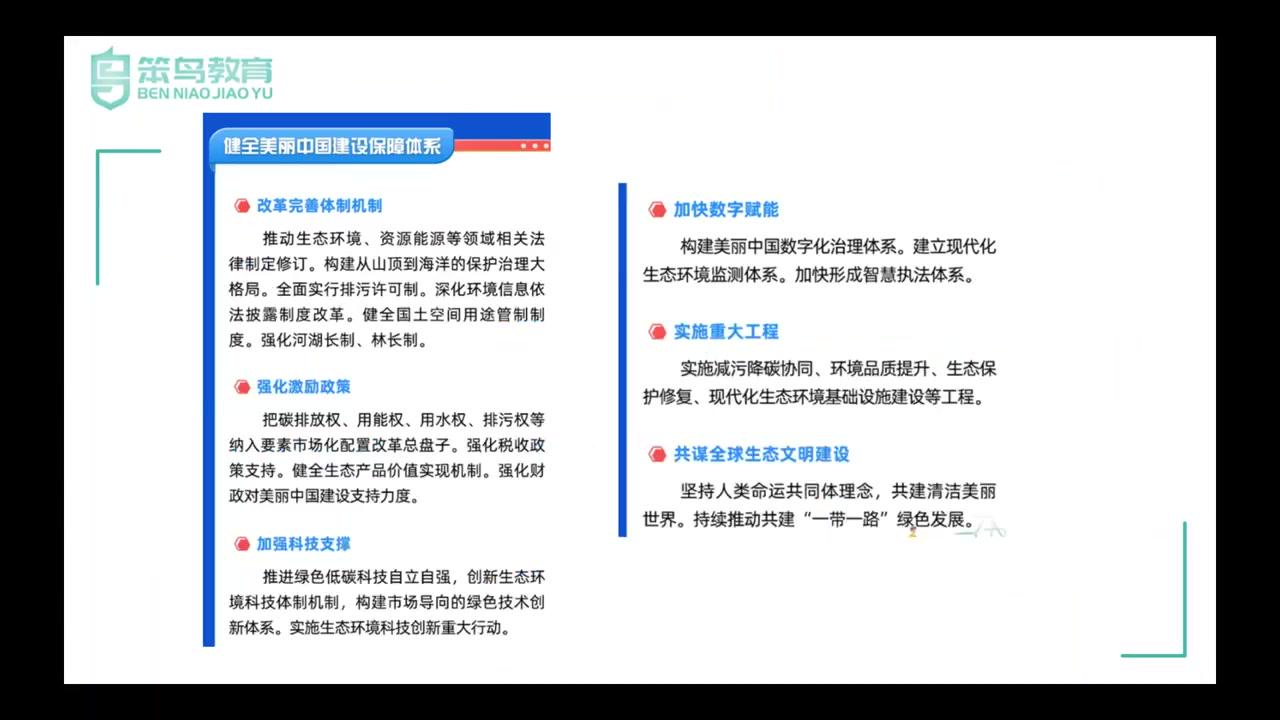 笨鸟教育
BEN NIAO JIAO YU
健全美丽中国建设保障体系
改革完善体制机制
推动生态环境、资源能源等领域相关法
律制定修订。构建从山顶到海洋的保护治理大
格局。全面实行排污许可制。深化环境信息依
法披露制度改革。健全国土空间用途管制制
度。强化河湖长制、林长制。
强化激励政策
把碳排放权、用能权、用水权、排污权等
纳入要素市场化配置改革总盘子。强化税收政
策支持。健全生态产品价值实现机制。强化财
政对美丽中国建设支持力度。
加强科技支撑
推进绿色低碳科技自立自强，创新生态环
境科技体制机制，构建市场导向的绿色技术创
新体系。实施生态环境科技创新重大行动。
加快数字赋能
构建美丽中国数字化治理体系。建立现代化
生态环境监测体系。加快形成智慧执法体系。
实施重大工程
实施减污降碳协同、环境品质提升、生态保
护修复、现代化生态环境基础设施建设等工程。
共谋全球生态文明建设
坚持人类命运共同体理念，共建清洁美丽
世界。持续推动共建“一带一路”绿色发展。